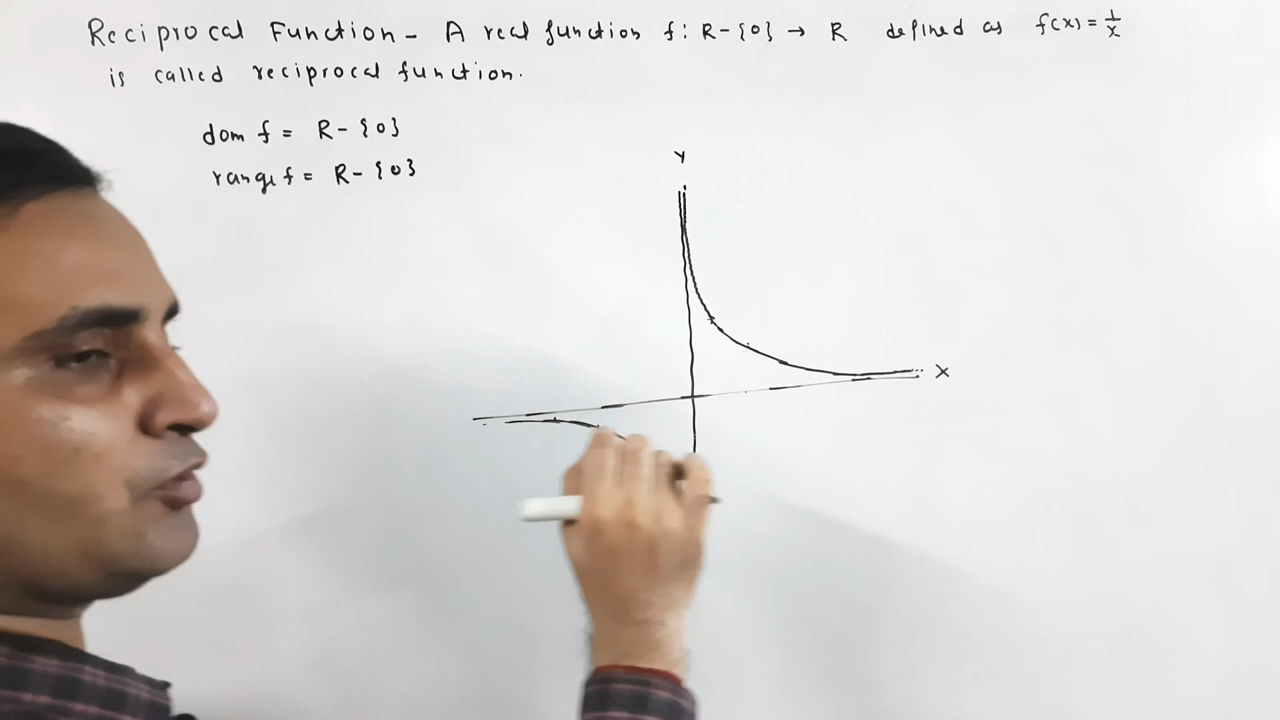 Reciprocal Function - A real function f: R-{0} → R defined as f(x) = 1/x
is called reciprocal function.
dom f = R-{0}
range f = R-{0}
Y
X